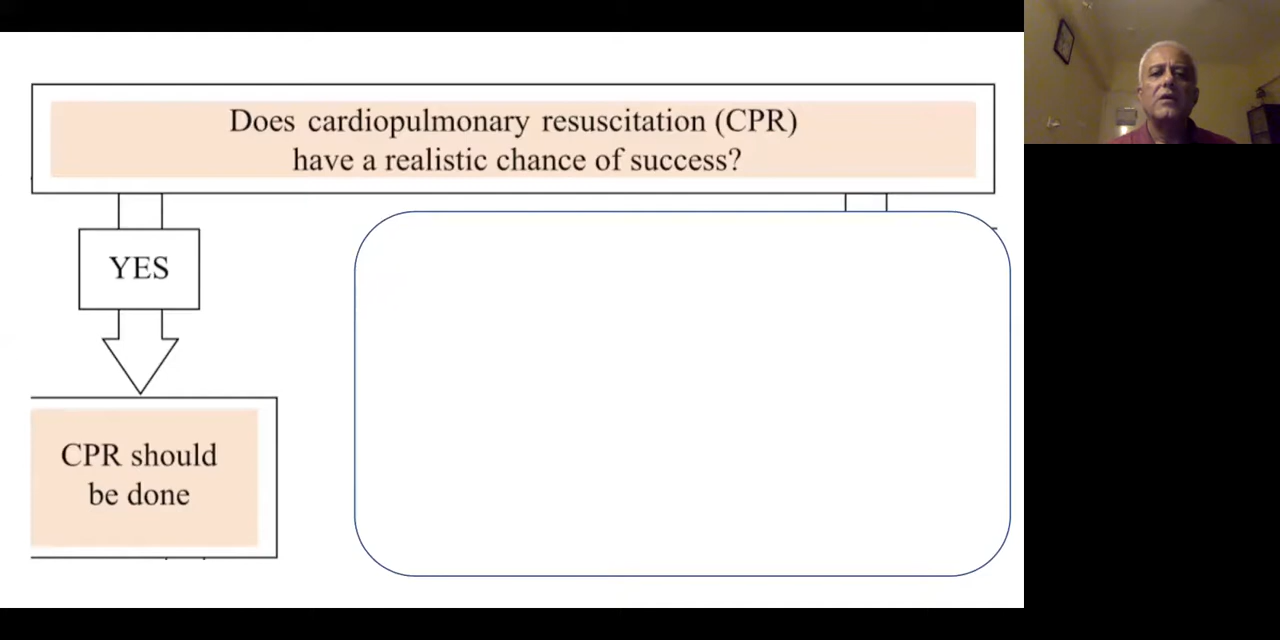 Does cardiopulmonary resuscitation (CPR)
have a realistic chance of success?
YES
CPR should
be done